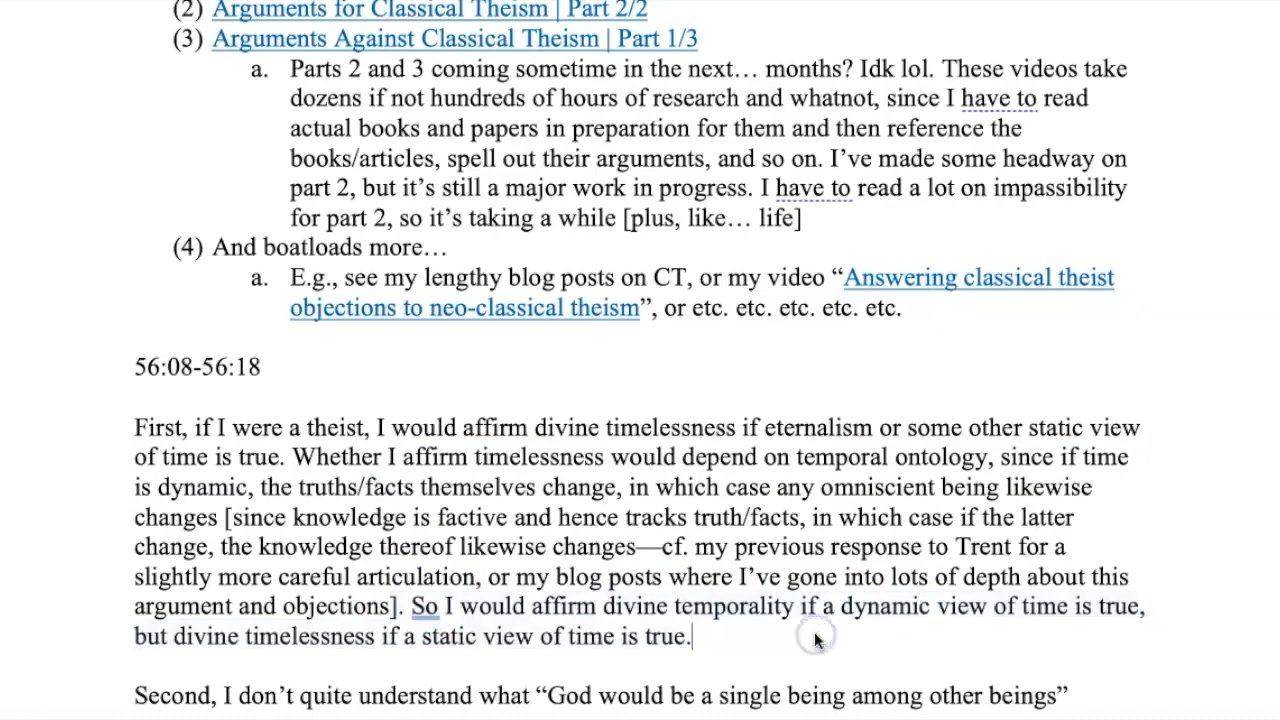 (2) Arguments for Classical Theism | Part 2/2
(3) Arguments Against Classical Theism | Part 1/3
a. Parts 2 and 3 coming sometime in the next… months? Idk lol. These videos take
dozens if not hundreds of hours of research and whatnot, since I have to read
actual books and papers in preparation for them and then reference the
books/articles, spell out their arguments, and so on. I’ve made some headway on
part 2, but it’s still a major work in progress. I have to read a lot on impassibility
for part 2, so it’s taking a while [plus, like… life]
(4) And boatloads more…
a. E.g., see my lengthy blog posts on CT, or my video “Answering classical theist
objections to neo-classical theism”, or etc. etc. etc. etc. etc.
56:08-56:18
First, if I were a theist, I would affirm divine timelessness if eternalism or some other static view
of time is true. Whether I affirm timelessness would depend on temporal ontology, since if time
is dynamic, the truths/facts themselves change, in which case any omniscient being likewise
changes [since knowledge is factive and hence tracks truth/facts, in which case if the latter
change, the knowledge thereof likewise changes—cf. my previous response to Trent for a
slightly more careful articulation, or my blog posts where I’ve gone into lots of depth about this
argument and objections]. So I would affirm divine temporality if a dynamic view of time is true,
but divine timelessness if a static view of time is true.
Second, I don’t quite understand what “God would be a single being among other beings”